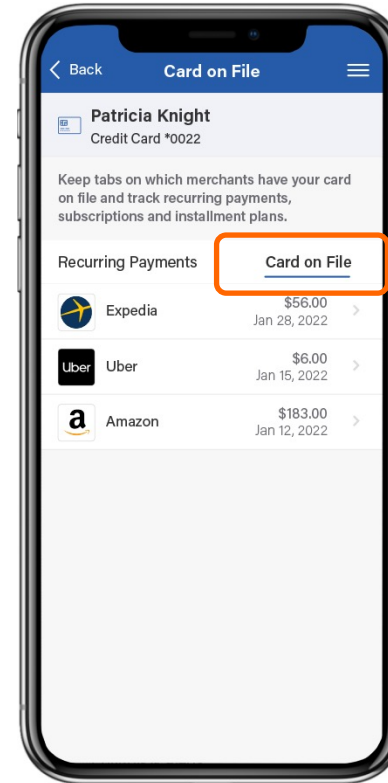 Back
Card on File
Patricia Knight
Credit Card *0022
Keep tabs on which merchants have your card
on file and track recurring payments,
subscriptions and installment plans.
Recurring Payments
Card on File
Expedia
$56.00
Jan 28, 2022
Uber
Uber
$6.00
Jan 15, 2022
a
Amazon
$183.00
Jan 12, 2022